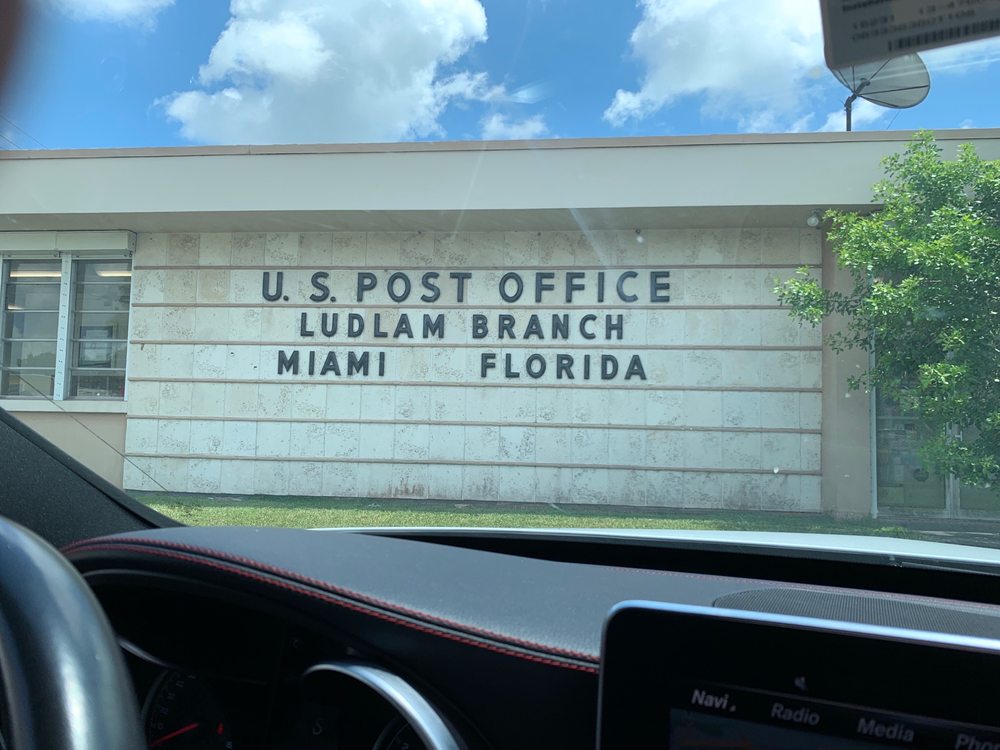 U. S. POST OFFICE
LUDLAM BRANCH
MIAMI FLORIDA
Navi
Radio
Media